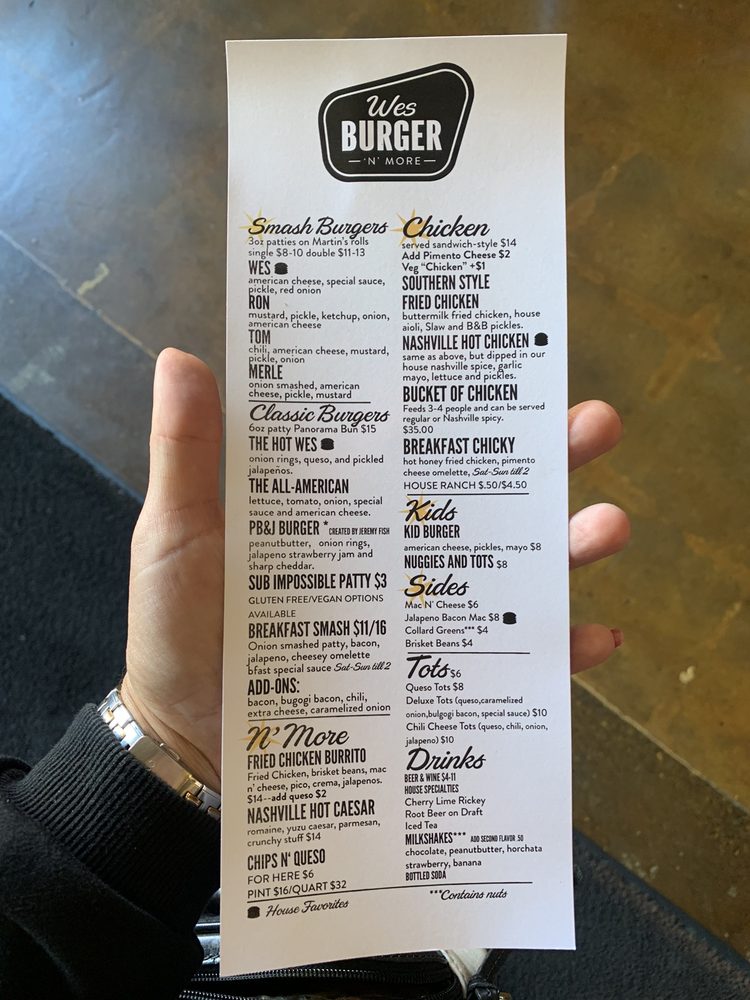 Wes
BURGER
'N' MORE
Smash Burgers
3oz patties on Martin's rolls
single $8-10 double $11-13
WES
american cheese, special sauce,
pickle, red onion
RON
mustard, pickle, ketchup, onion,
american cheese
TOM
chili, american cheese, mustard,
pickle, onion
MERLE
onion smashed, american
cheese, pickle, mustard
Classic Burgers
6oz patty Panorama Bun $15
THE HOT WES
onion rings, queso, and pickled
jalapeños.
THE ALL-AMERICAN
lettuce, tomato, onion, special
sauce and american cheese.
PB&J BURGER * CREATED BY JEREMY FISH
peanutbutter, onion rings,
jalapeno strawberry jam and
sharp cheddar.
SUB IMPOSSIBLE PATTY $3
GLUTEN FREE/VEGAN OPTIONS
AVAILABLE
BREAKFAST SMASH $11/16
Onion smashed patty, bacon,
jalapeno, cheesey omelette
bfast special sauce Sat-Sun till 2
ADD-ONS:
bacon, bugogi bacon, chili,
extra cheese, caramelized onion
N' More
FRIED CHICKEN BURRITO
Fried Chicken, brisket beans, mac
n' cheese, pico, crema, jalapenos.
$14--add queso $2
NASHVILLE HOT CAESAR
romaine, yuzu caesar, parmesan,
crunchy stuff $14
CHIPS N' QUESO
FOR HERE $6
PINT $16/QUART $32
House Favorites
Chicken
served sandwich-style $14
Add Pimento Cheese $2
Veg "Chicken" +$1
SOUTHERN STYLE
FRIED CHICKEN
buttermilk fried chicken, house
aioli, Slaw and B&B pickles.
NASHVILLE HOT CHICKEN
same as above, but dipped in our
house nashville spice, garlic
mayo, lettuce and pickles.
BUCKET OF CHICKEN
Feeds 3-4 people and can be served
regular or Nashville spicy.
$35.00
BREAKFAST CHICKY
hot honey fried chicken, pimento
cheese omelette, Sat-Sun till 2
HOUSE RANCH $.50/$4.50
Kids
KID BURGER
american cheese, pickles, mayo $8
NUGGIES AND TOTS $8
Sides
Mac N' Cheese $6
Jalapeno Bacon Mac $8
Collard Greens*** $4
Brisket Beans $4
Tots $6
Queso Tots $8
Deluxe Tots (queso,caramelized
onion,bulgogi bacon, special sauce) $10
Chili Cheese Tots (queso, chili, onion,
jalapeno) $10
Drinks
BEER & WINE $4-11
HOUSE SPECIALTIES
Cherry Lime Rickey
Root Beer on Draft
Iced Tea
MILKSHAKES*** ADD SECOND FLAVOR .50
chocolate, peanutbutter, horchata
strawberry, banana
BOTTLED SODA
***Contains nuts